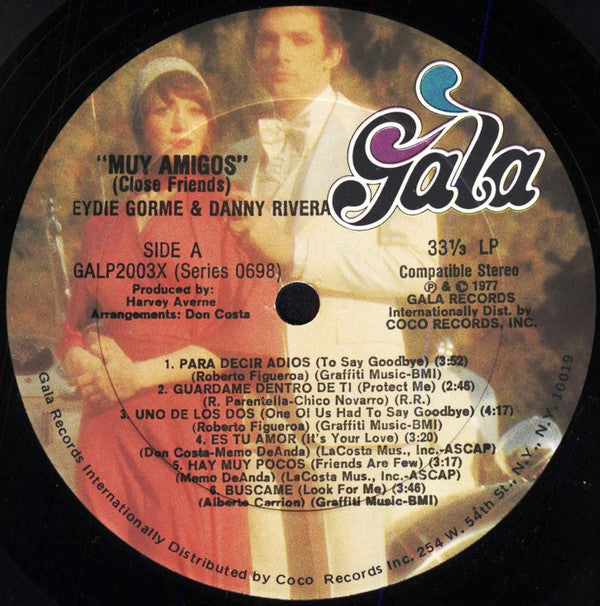 Gala
"MUY AMIGOS"
(Close Friends)
EYDIE GORME & DANNY RIVERA
SIDE A
GALP2003X (Series 0698)
Produced by:
Harvey Averne
Arrangements: Don Costa
33⅓ LP
Compatible Stereo
℗ & © 1977
GALA RECORDS
Internationally Dist. by
COCO RECORDS, INC.
1. PARA DECIR ADIOS (To Say Goodbye) (3:52)
(Roberto Figueroa) (Graffiti Music-BMI)
2. GUARDAME DENTRO DE TI (Protect Me) (2:46)
(R. Parentella-Chico Novarro) (R.R.)
3. UNO DE LOS DOS (One Of Us Had To Say Goodbye) (4:17)
(Roberto Figueroa) (Graffiti Music-BMI)
4. ES TU AMOR (It's Your Love) (3:20)
(Don Costa-Memo DeAnda) (LaCosta Mus., Inc.-ASCAP)
5. HAY MUY POCOS (Friends Are Few) (3:17)
(Memo DeAnda) (LaCosta Mus., Inc.-ASCAP)
6. BUSCAME (Look For Me) (3:46)
(Alberto Carrion) (Graffiti Music-BMI)
Gala Records Internationally Distributed by Coco Records Inc. 254 W. 54th St., N.Y., N.Y. 10019